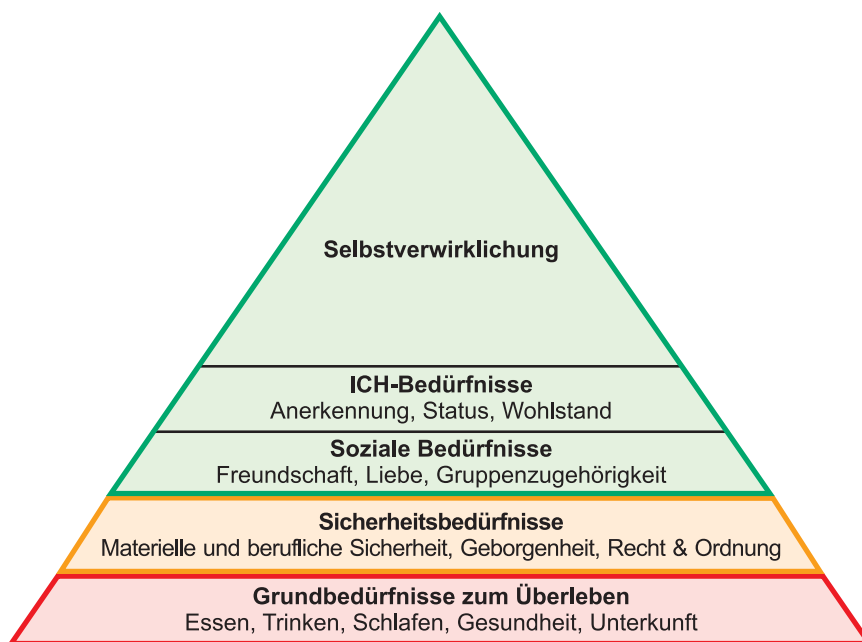 Selbstverwirklichung
ICH-Bedürfnisse
Anerkennung, Status, Wohlstand
Soziale Bedürfnisse
Freundschaft, Liebe, Gruppenzugehörigkeit
Sicherheitsbedürfnisse
Materielle und berufliche Sicherheit, Geborgenheit, Recht & Ordnung
Grundbedürfnisse zum Überleben
Essen, Trinken, Schlafen, Gesundheit, Unterkunft